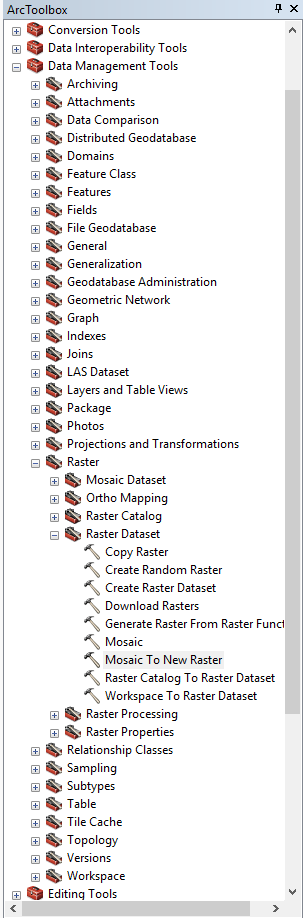 ArcToolbox
Conversion Tools
Data Interoperability Tools
Data Management Tools
Archiving
Attachments
Data Comparison
Distributed Geodatabase
Domains
Feature Class
Features
Fields
File Geodatabase
General
Generalization
Geodatabase Administration
Geometric Network
Graph
Indexes
Joins
LAS Dataset
Layers and Table Views
Package
Photos
Projections and Transformations
Raster
Mosaic Dataset
Ortho Mapping
Raster Catalog
Raster Dataset
Copy Raster
Create Random Raster
Create Raster Dataset
Download Rasters
Generate Raster From Raster Funct
Mosaic
Mosaic To New Raster
Raster Catalog To Raster Dataset
Workspace To Raster Dataset
Raster Processing
Raster Properties
Relationship Classes
Sampling
Subtypes
Table
Tile Cache
Topology
Versions
Workspace
Editing Tools